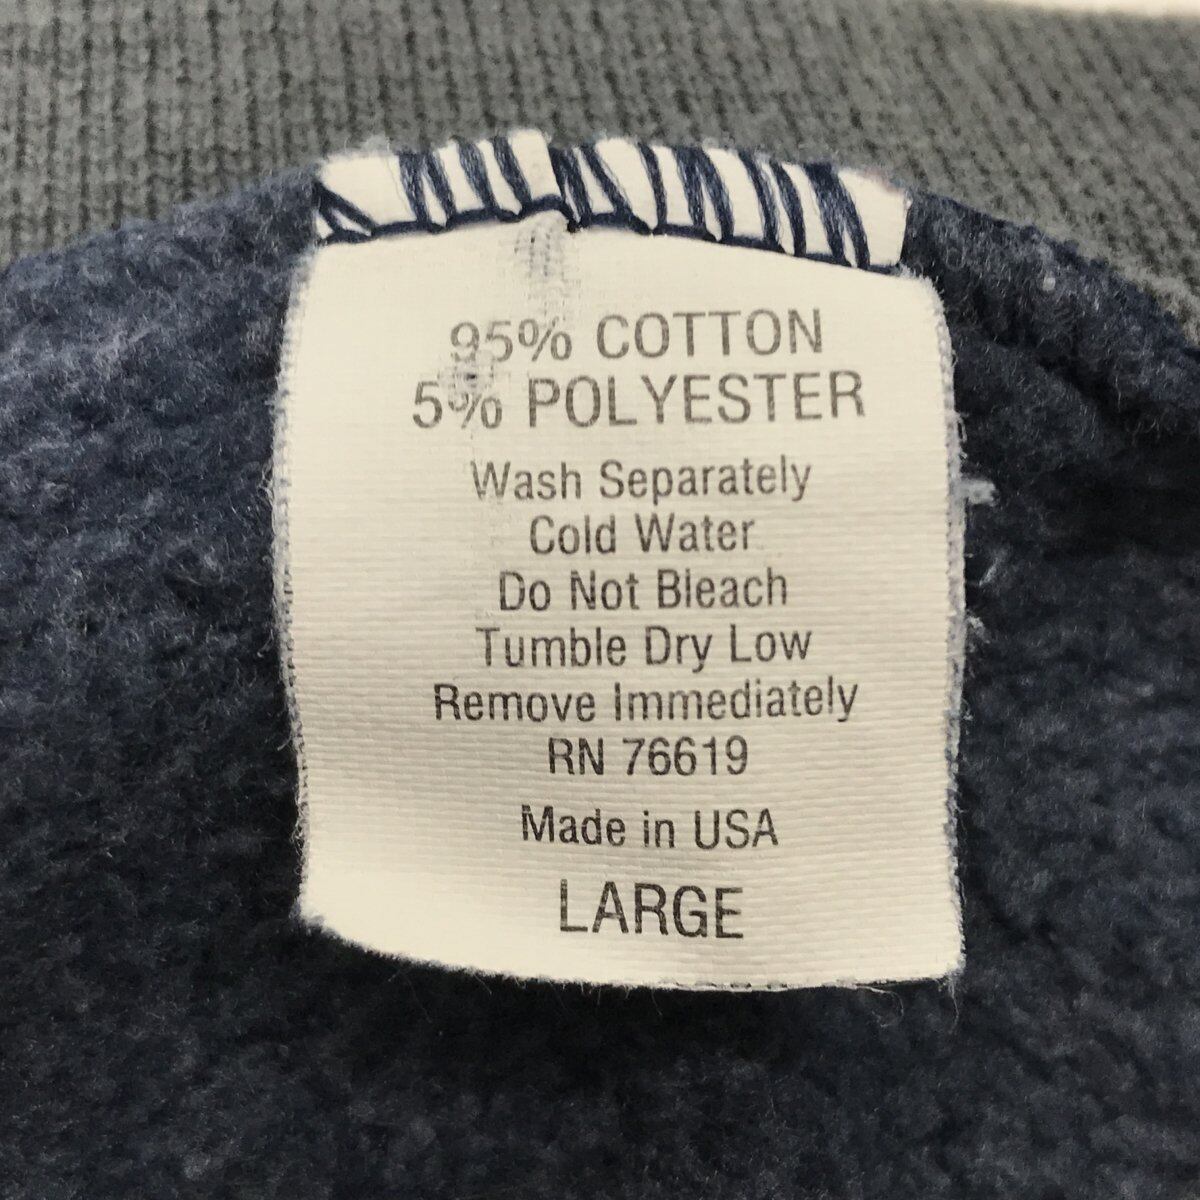 95% COTTON
5% POLYESTER
Wash Separately
Cold Water
Do Not Bleach
Tumble Dry Low
Remove Immediately
RN 76619
Made in USA
LARGE